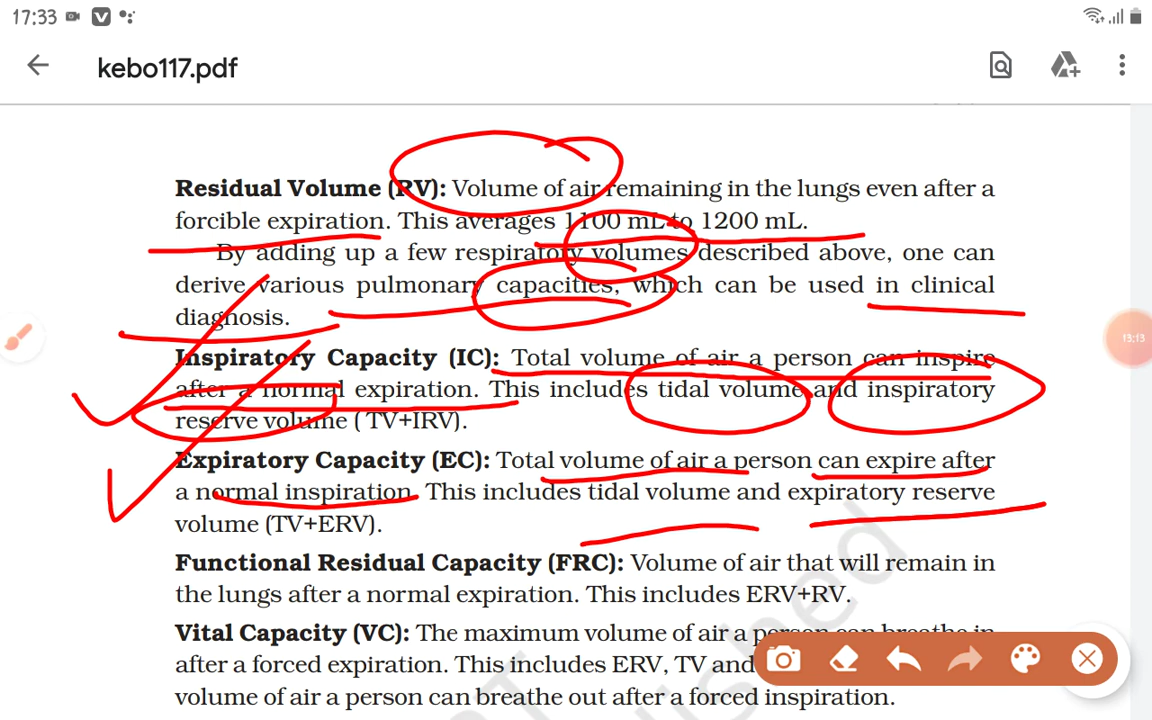 17:33
kebo117.pdf
Residual Volume (RV): Volume of air remaining in the lungs even after a
forcible expiration. This averages 1100 mL to 1200 mL.
By adding up a few respiratory volumes described above, one can
derive various pulmonary capacities, which can be used in clinical
diagnosis.
13:13
Inspiratory Capacity (IC): Total volume of air a person can inspire
after a normal expiration. This includes tidal volume and inspiratory
reserve volume ( TV+IRV).
Expiratory Capacity (EC): Total volume of air a person can expire after
a normal inspiration. This includes tidal volume and expiratory reserve
volume (TV+ERV).
Functional Residual Capacity (FRC): Volume of air that will remain in
the lungs after a normal expiration. This includes ERV+RV.
Vital Capacity (VC): The maximum volume of air a person can breathe in
after a forced expiration. This includes ERV, TV and
volume of air a person can breathe out after a forced inspiration.